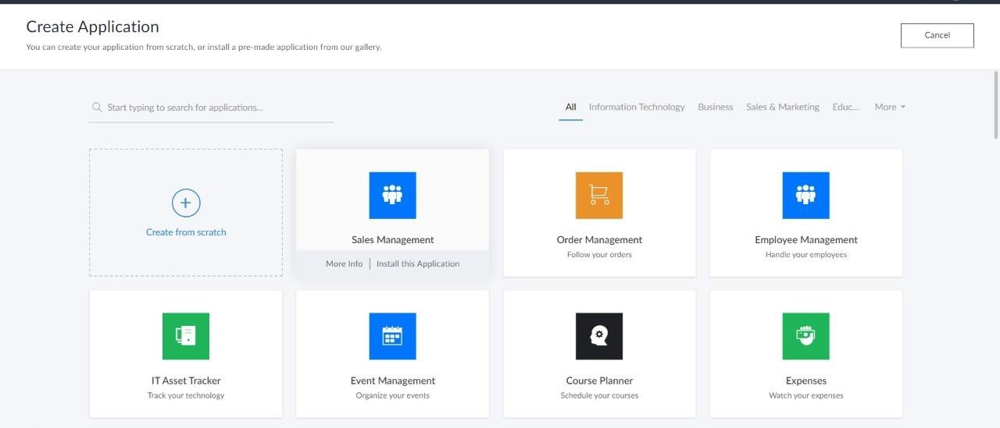 Create Application
You can create your application from scratch, or install a pre-made application from our gallery.
Cancel
Start typing to search for applications...
All Information Technology Business Sales & Marketing Educ... More
Create from scratch
Sales Management
More Info Install this Application
Order Management
Follow your orders
Employee Management
Handle your employees
IT Asset Tracker
Track your technology
Event Management
Organize your events
Course Planner
Schedule your courses
Expenses
Watch your expenses